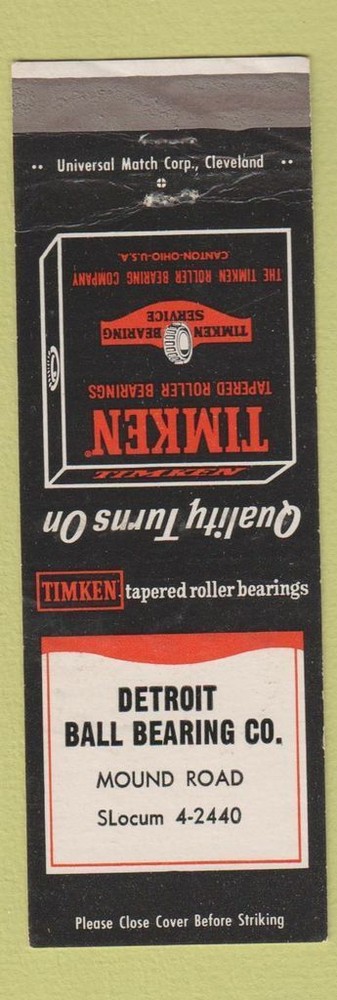 •• Universal Match Corp., Cleveland ••
Quality Turns On
TIMKEN
TIMKEN®
TAPERED ROLLER BEARINGS
TIMKEN BEARING
SERVICE
THE TIMKEN ROLLER BEARING COMPANY
CANTON-OHIO-U.S.A.
TIMKEN® tapered roller bearings
DETROIT
BALL BEARING CO.
MOUND ROAD
SLocum 4-2440
Please Close Cover Before Striking